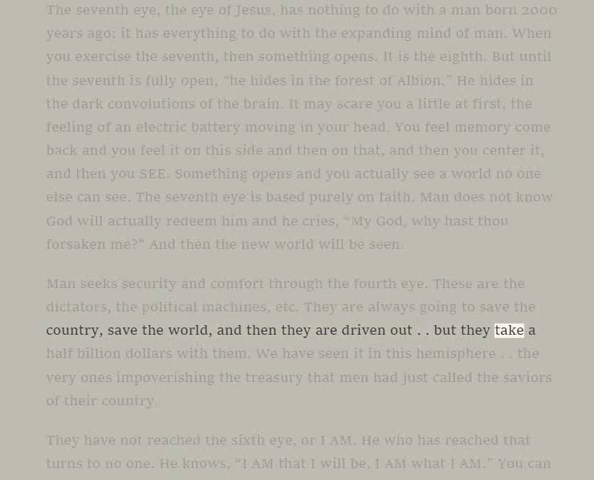 The seventh eye, the eye of Jesus, has nothing to do with a man born 2000
years ago; it has everything to do with the expanding mind of man. When
you exercise the seventh, then something opens. It is the eighth. But until
the seventh is fully open, “he hides in the forest of Albion.” He hides in
the dark convolutions of the brain. It may scare you a little at first, the
feeling of an electric battery moving in your head. You feel memory come
back and you feel it on this side and then on that, and then you center it,
and then you SEE. Something opens and you actually see a world no one
else can see. The seventh eye is based purely on faith. Man does not know
God will actually redeem him and he cries, “My God, why hast thou
forsaken me?” And then the new world will be seen.
Man seeks security and comfort through the fourth eye. These are the
dictators, the political machines, etc. They are always going to save the
country, save the world, and then they are driven out . . but they take a
half billion dollars with them. We have seen it in this hemisphere . . the
very ones impoverishing the treasury that men had just called the saviors
of their country.
They have not reached the sixth eye, or I AM. He who has reached that
turns to no one. He knows, “I AM that I will be, I AM what I AM.” You can